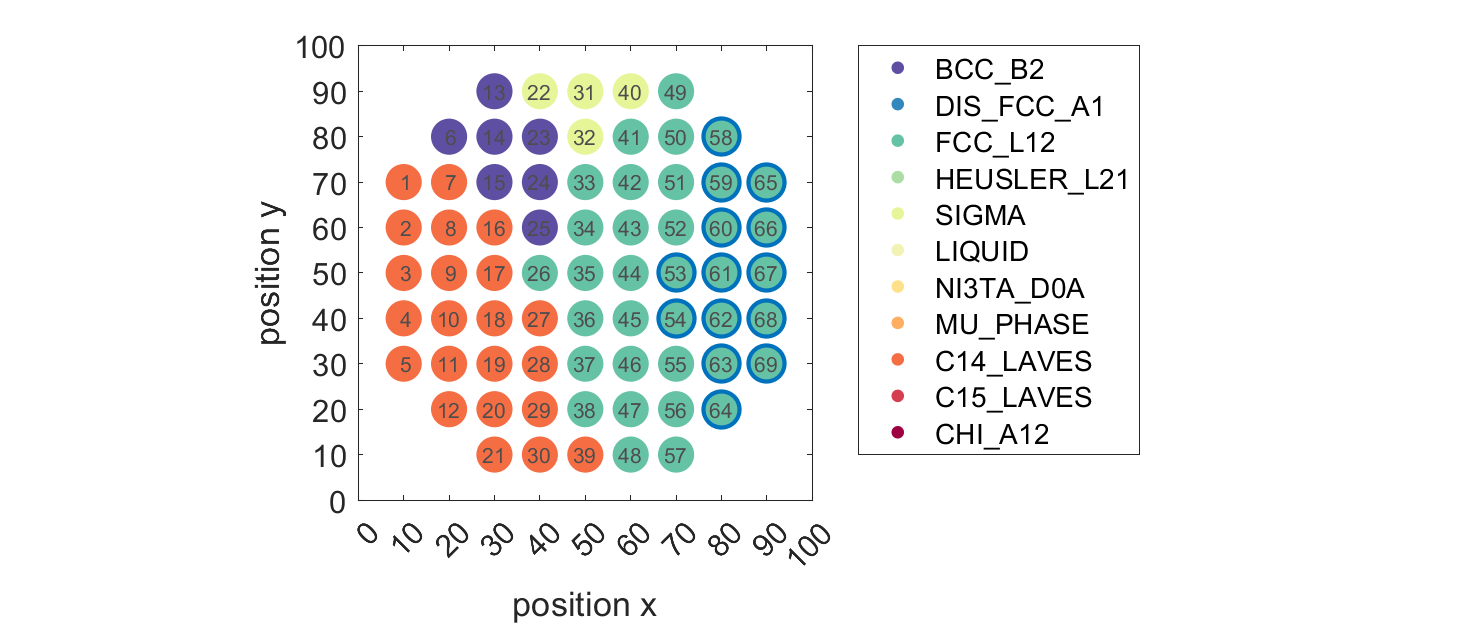 100
90
80
70
60
50
40
30
20
10
0
position y
13 22 31 40 49
6 14 23 32 41 50 58
1 7 15 24 33 42 51 59 65
2 8 16 25 34 43 52 60 66
3 9 17 26 35 44 53 61 67
4 10 18 27 36 45 54 62 68
5 11 19 28 37 46 55 63 69
12 20 29 38 47 56 64
21 30 39 48 57
0 10 20 30 40 50 60 70 80 90 100
position x
BCC_B2
DIS_FCC_A1
FCC_L12
HEUSLER_L21
SIGMA
LIQUID
NI3TA_D0A
MU_PHASE
C14_LAVES
C15_LAVES
CHI_A12